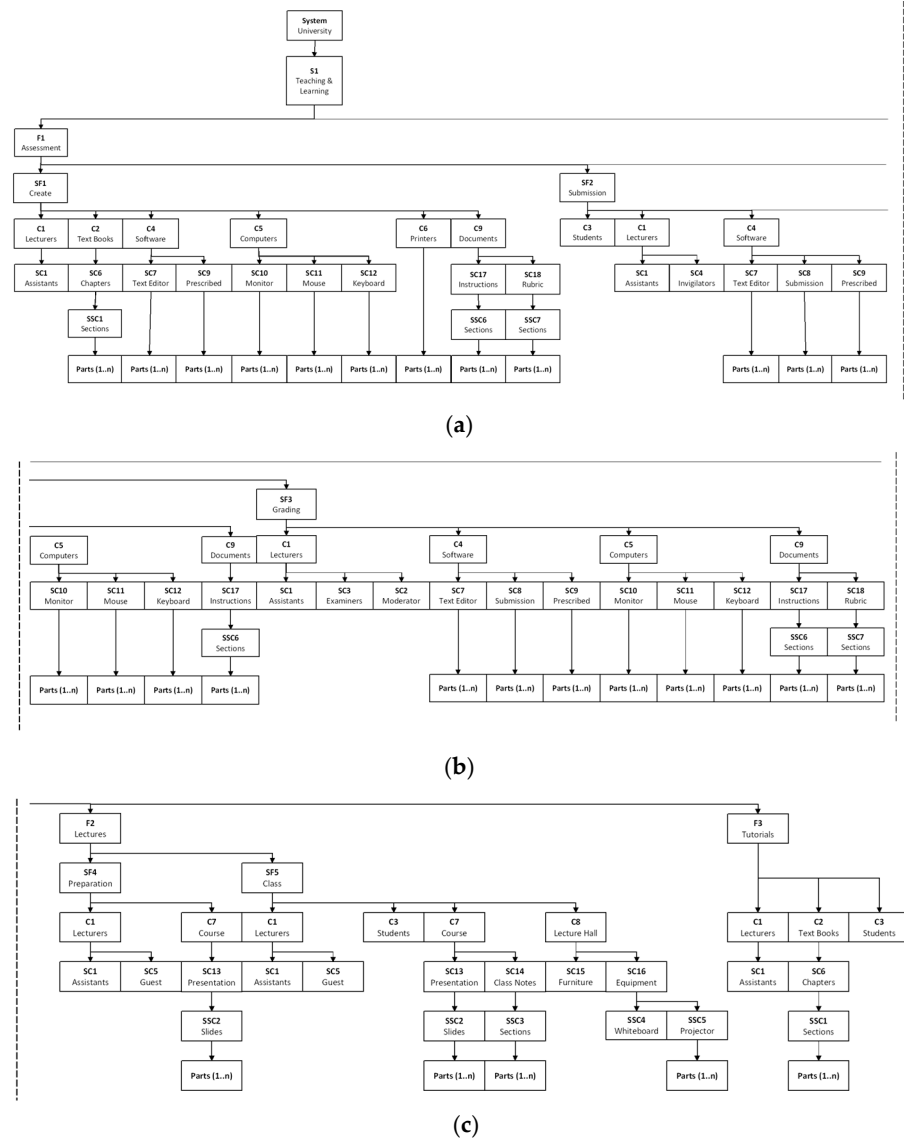 System
University
S1
Teaching &
Learning
F1
Assessment
SF1
Create
SF2
Submission
C1
Lecturers
C2
Text Books
C4
Software
C5
Computers
C6
Printers
C9
Documents
C3
Students
C1
Lecturers
C4
Software
SC1
Assistants
SC6
Chapters
SC7
Text Editor
SC9
Prescribed
SC10
Monitor
SC11
Mouse
SC12
Keyboard
SC17
Instructions
SC18
Rubric
SC1
Assistants
SC4
Invigilators
SC7
Text Editor
SC8
Submission
SC9
Prescribed
SSC1
Sections
SSC6
Sections
SSC7
Sections
Parts (1..n)
Parts (1..n)
Parts (1..n)
Parts (1..n)
Parts (1..n)
Parts (1..n)
Parts (1..n)
Parts (1..n)
Parts (1..n)
Parts (1..n)
Parts (1..n)
Parts (1..n)
(a)
SF3
Grading
C5
Computers
C9
Documents
C1
Lecturers
C4
Software
C5
Computers
C9
Documents
SC10
Monitor
SC11
Mouse
SC12
Keyboard
SC17
Instructions
SC1
Assistants
SC3
Examiners
SC2
Moderator
SC7
Text Editor
SC8
Submission
SC9
Prescribed
SC10
Monitor
SC11
Mouse
SC12
Keyboard
SC17
Instructions
SC18
Rubric
SSC6
Sections
SSC6
Sections
SSC7
Sections
Parts (1..n)
Parts (1..n)
Parts (1..n)
Parts (1..n)
Parts (1..n)
Parts (1..n)
Parts (1..n)
Parts (1..n)
Parts (1..n)
Parts (1..n)
Parts (1..n)
Parts (1..n)
(b)
F2
Lectures
F3
Tutorials
SF4
Preparation
SF5
Class
C1
Lecturers
C7
Course
C1
Lecturers
C3
Students
C7
Course
C8
Lecture Hall
C1
Lecturers
C2
Text Books
C3
Students
SC1
Assistants
SC5
Guest
SC13
Presentation
SC1
Assistants
SC5
Guest
SC13
Presentation
SC14
Class Notes
SC15
Furniture
SC16
Equipment
SC1
Assistants
SC6
Chapters
SSC2
Slides
SSC2
Slides
SSC3
Sections
SSC4
Whiteboard
SSC5
Projector
SSC1
Sections
Parts (1..n)
Parts (1..n)
Parts (1..n)
Parts (1..n)
Parts (1..n)
(c)